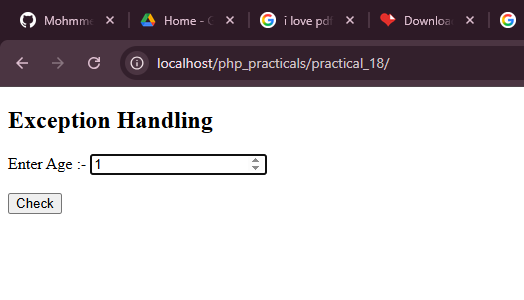 Mohmme
Home - G
i love pdf
Download
localhost/php_practicals/practical_18/
Exception Handling
Enter Age :- 1
Check